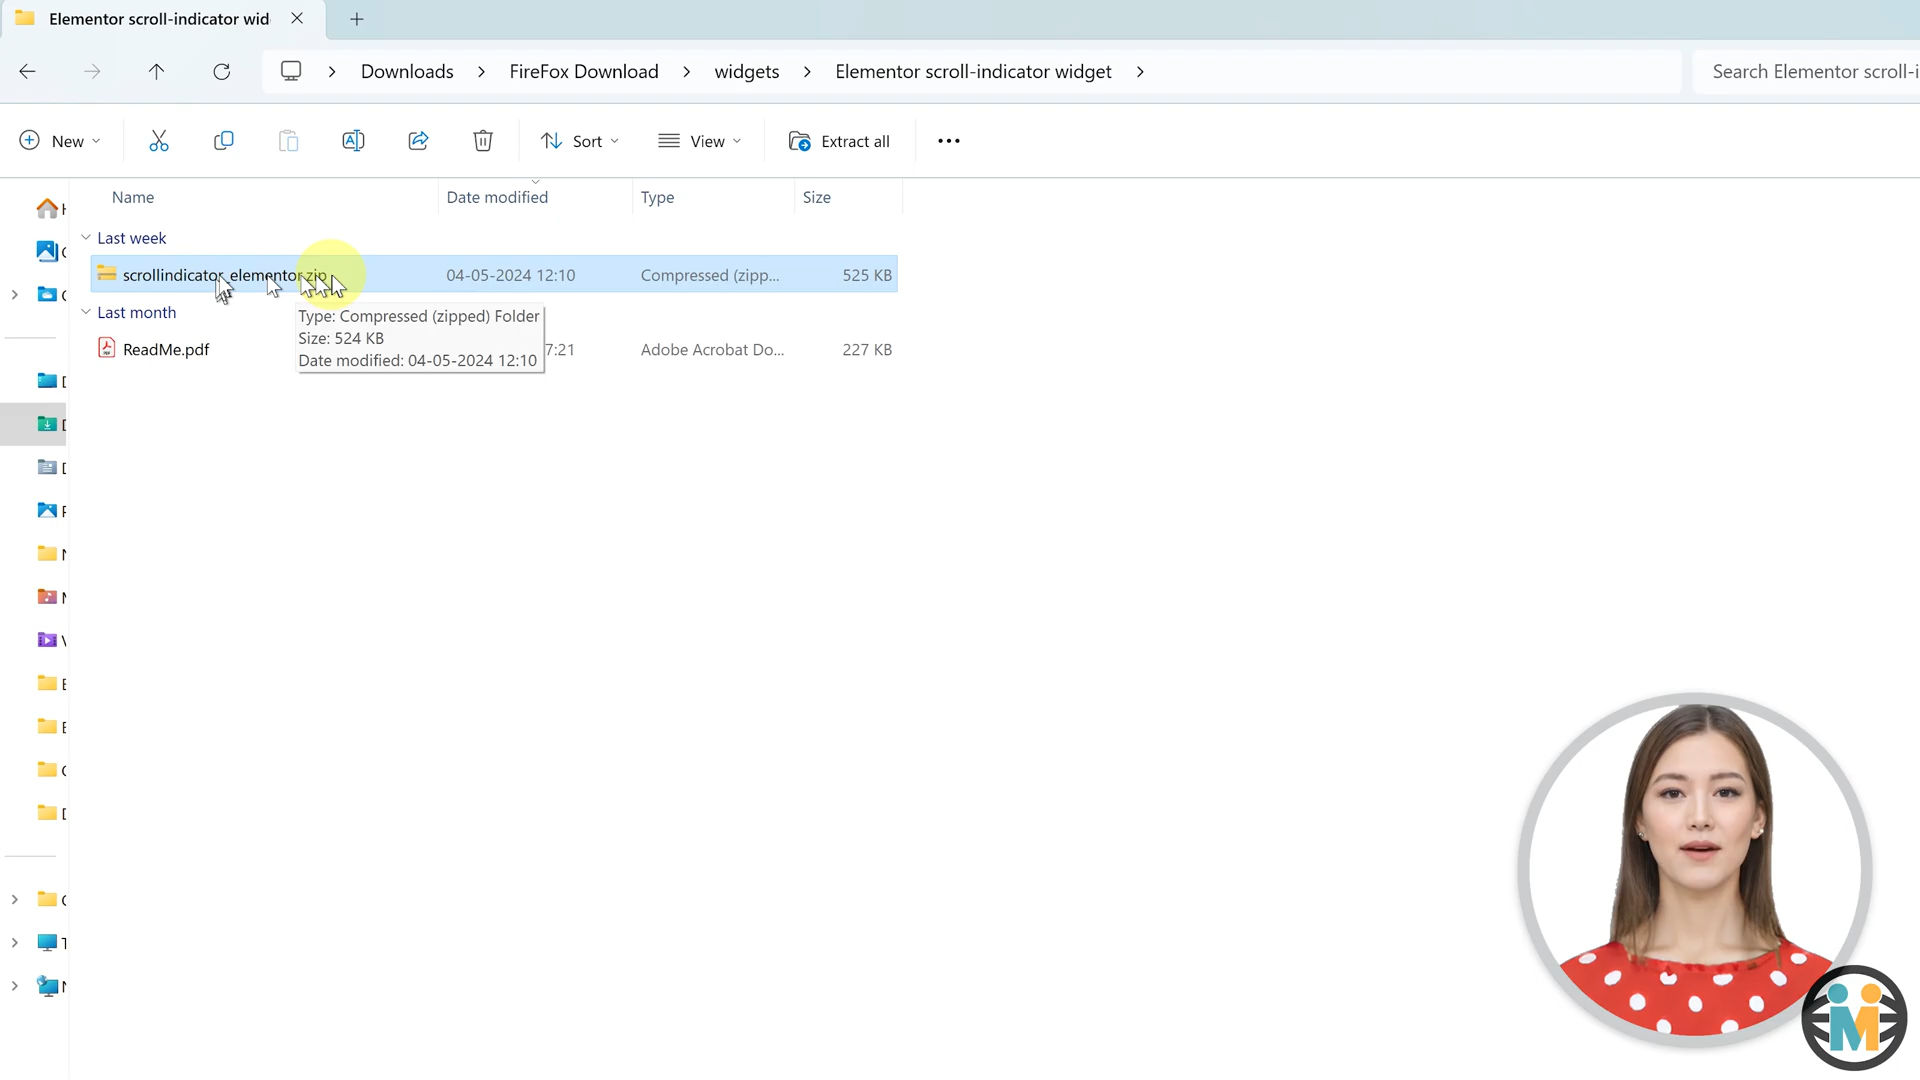 Elementor scroll-indicator wid
Downloads > FireFox Download > widgets > Elementor scroll-indicator widget >
Search Elementor scroll-i
New
Sort
View
Extract all
Name Date modified Type Size
Last week
scrollindicator_elementor.zip 04-05-2024 12:10 Compressed (zipp... 525 KB
Last month
Type: Compressed (zipped) Folder
Size: 524 KB
Date modified: 04-05-2024 12:10
ReadMe.pdf 7:21 Adobe Acrobat Do... 227 KB
M